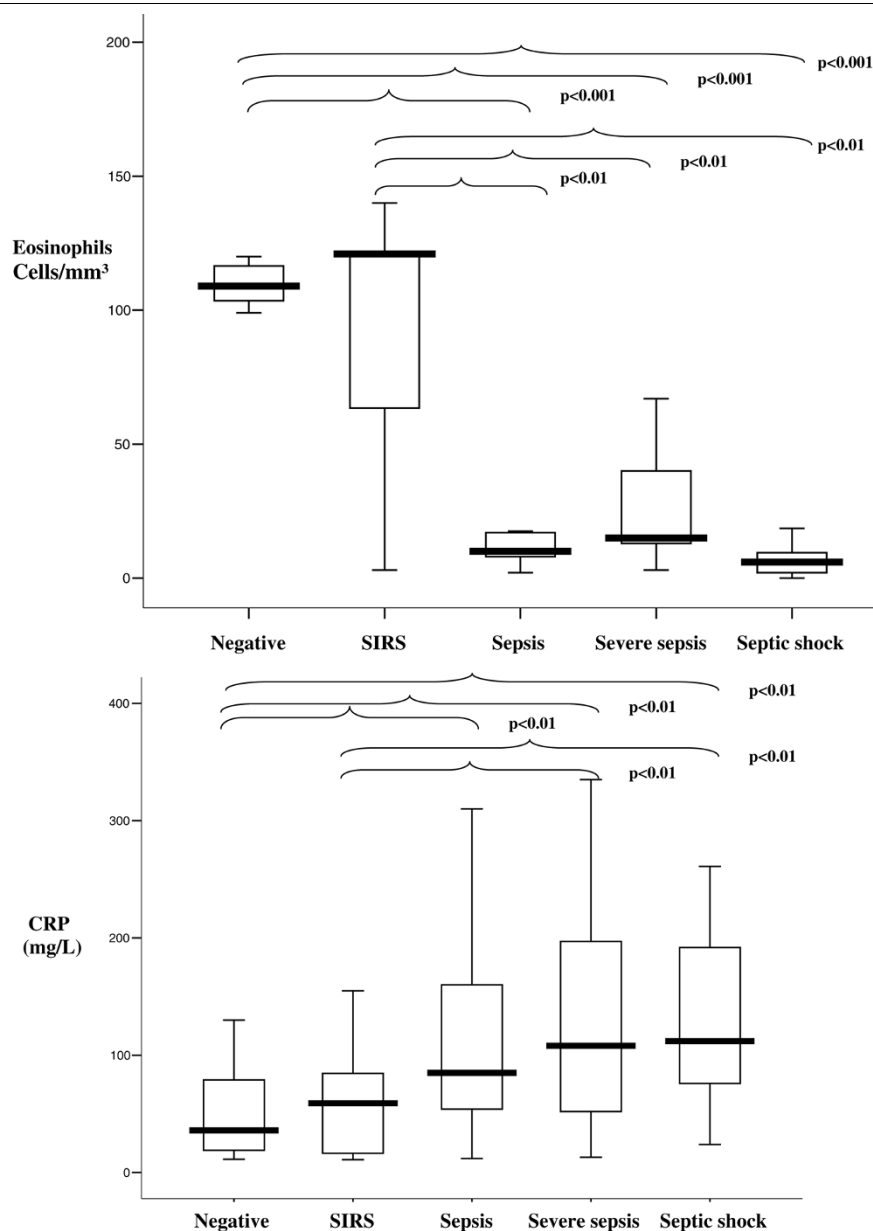 200
p<0.001
p<0.001
p<0.001
p<0.01
p<0.01
p<0.01
150
Eosinophils
Cells/mm³
100
50
0
Negative SIRS Sepsis Severe sepsis Septic shock
400
p<0.01
p<0.01
p<0.01
p<0.01
p<0.01
300
200
CRP
(mg/L)
100
0
Negative SIRS Sepsis Severe sepsis Septic shock